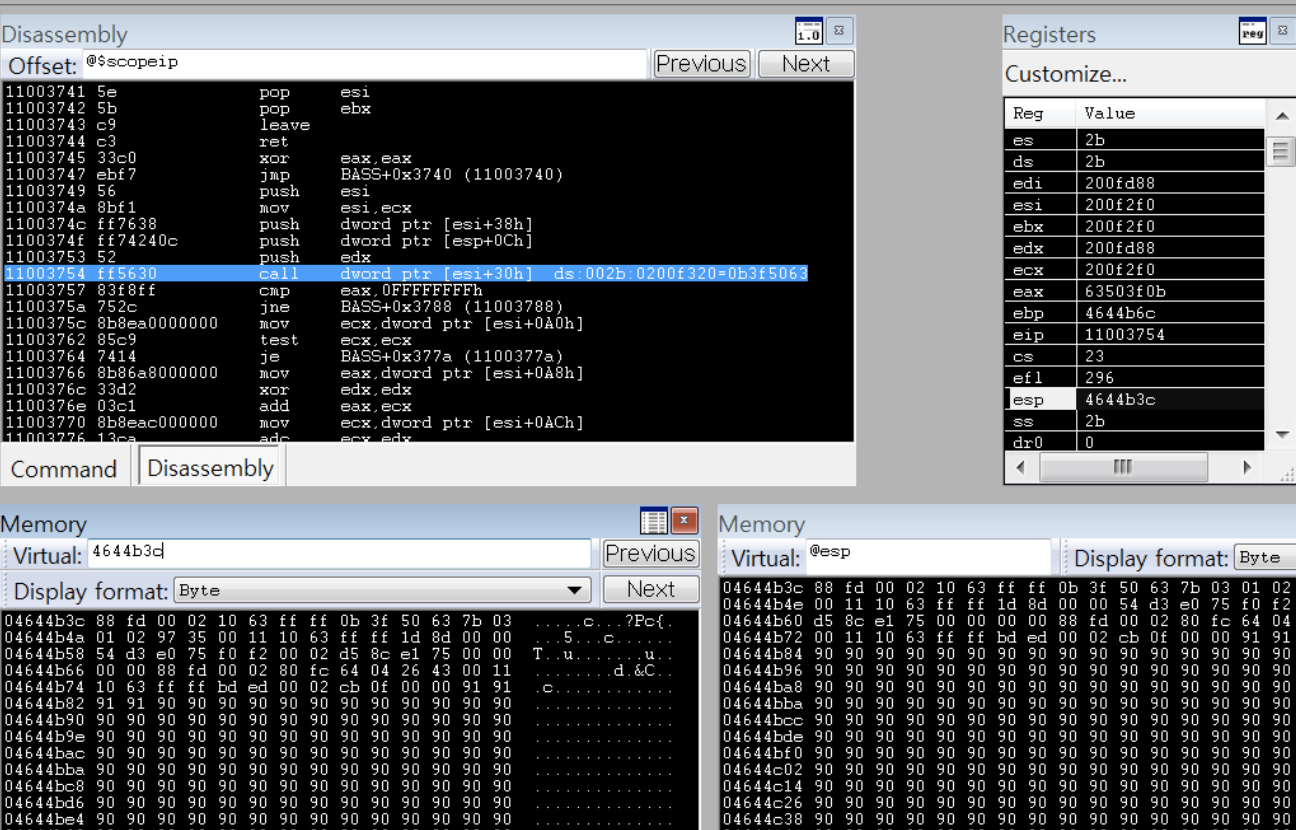 Disassembly
Offset: @$scopeip Previous Next
11003741 5e pop esi
11003742 5b pop ebx
11003743 c9 leave
11003744 c3 ret
11003745 33c0 xor eax,eax
11003747 ebf7 jmp BASS+0x3740 (11003740)
11003749 56 push esi
1100374a 8bf1 mov esi,ecx
1100374c ff7638 push dword ptr [esi+38h]
1100374f ff74240c push dword ptr [esp+0Ch]
11003753 52 push edx
11003754 ff5630 call dword ptr [esi+30h] ds:002b:0200f320=0b3f5063
11003757 83f8ff cmp eax,0FFFFFFFFh
1100375a 752c jne BASS+0x3788 (11003788)
1100375c 8b8ea0000000 mov ecx,dword ptr [esi+0A0h]
11003762 85c9 test ecx,ecx
11003764 7414 je BASS+0x377a (1100377a)
11003766 8b86a8000000 mov eax,dword ptr [esi+0A8h]
1100376c 33d2 xor edx,edx
1100376e 03c1 add eax,ecx
11003770 8b8eac000000 mov ecx,dword ptr [esi+0ACh]
11003776 13ca adc ecx,edx
Command Disassembly
Registers
Customize...
Reg Value
es 2b
ds 2b
edi 200fd88
esi 200f2f0
ebx 200f2f0
edx 200fd88
ecx 200f2f0
eax 63503f0b
ebp 4644b6c
eip 11003754
cs 23
efl 296
esp 4644b3c
ss 2b
dr0 0
Memory
Virtual: 4644b3c Previous
Display format: Byte Next
04644b3c 88 fd 00 02 10 63 ff ff 0b 3f 50 63 7b 03 .....c...?Pc{.
04644b4a 01 02 97 35 00 11 10 63 ff ff 1d 8d 00 00 ...5...c......
04644b58 54 d3 e0 75 f0 f2 00 02 d5 8c e1 75 00 00 T..u.......u..
04644b66 00 00 88 fd 00 02 80 fc 64 04 26 43 00 11 ........d.&C..
04644b74 10 63 ff ff bd ed 00 02 cb 0f 00 00 91 91 .c............
04644b82 91 91 90 90 90 90 90 90 90 90 90 90 90 90 ..............
04644b90 90 90 90 90 90 90 90 90 90 90 90 90 90 90 ..............
04644b9e 90 90 90 90 90 90 90 90 90 90 90 90 90 90 ..............
04644bac 90 90 90 90 90 90 90 90 90 90 90 90 90 90 ..............
04644bba 90 90 90 90 90 90 90 90 90 90 90 90 90 90 ..............
04644bc8 90 90 90 90 90 90 90 90 90 90 90 90 90 90 ..............
04644bd6 90 90 90 90 90 90 90 90 90 90 90 90 90 90 ..............
04644be4 90 90 90 90 90 90 90 90 90 90 90 90 90 90 ..............
Memory
Virtual: @esp Display format: Byte
04644b3c 88 fd 00 02 10 63 ff ff 0b 3f 50 63 7b 03 01 02
04644b4e 00 11 10 63 ff ff 1d 8d 00 00 54 d3 e0 75 f0 f2
04644b60 d5 8c e1 75 00 00 00 00 88 fd 00 02 80 fc 64 04
04644b72 00 11 10 63 ff ff bd ed 00 02 cb 0f 00 00 91 91
04644b84 90 90 90 90 90 90 90 90 90 90 90 90 90 90 90 90
04644b96 90 90 90 90 90 90 90 90 90 90 90 90 90 90 90 90
04644ba8 90 90 90 90 90 90 90 90 90 90 90 90 90 90 90 90
04644bba 90 90 90 90 90 90 90 90 90 90 90 90 90 90 90 90
04644bcc 90 90 90 90 90 90 90 90 90 90 90 90 90 90 90 90
04644bde 90 90 90 90 90 90 90 90 90 90 90 90 90 90 90 90
04644bf0 90 90 90 90 90 90 90 90 90 90 90 90 90 90 90 90
04644c02 90 90 90 90 90 90 90 90 90 90 90 90 90 90 90 90
04644c14 90 90 90 90 90 90 90 90 90 90 90 90 90 90 90 90
04644c26 90 90 90 90 90 90 90 90 90 90 90 90 90 90 90 90
04644c38 90 90 90 90 90 90 90 90 90 90 90 90 90 90 90 90